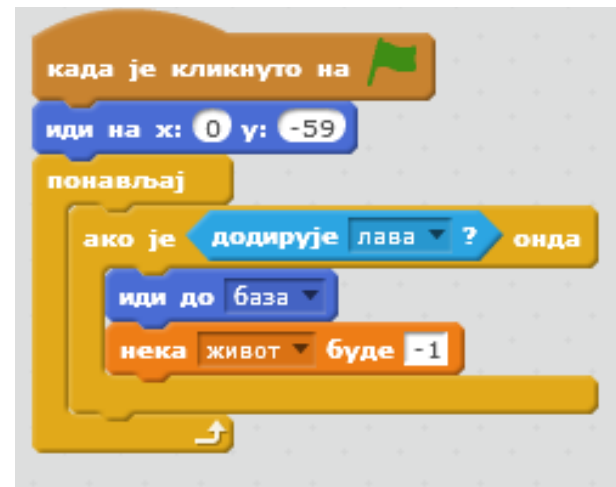 када је кликнуто на
иди на x: 0 y: -59
понављај
ако је додирује лава ? онда
иди до база
нека живот буде -1